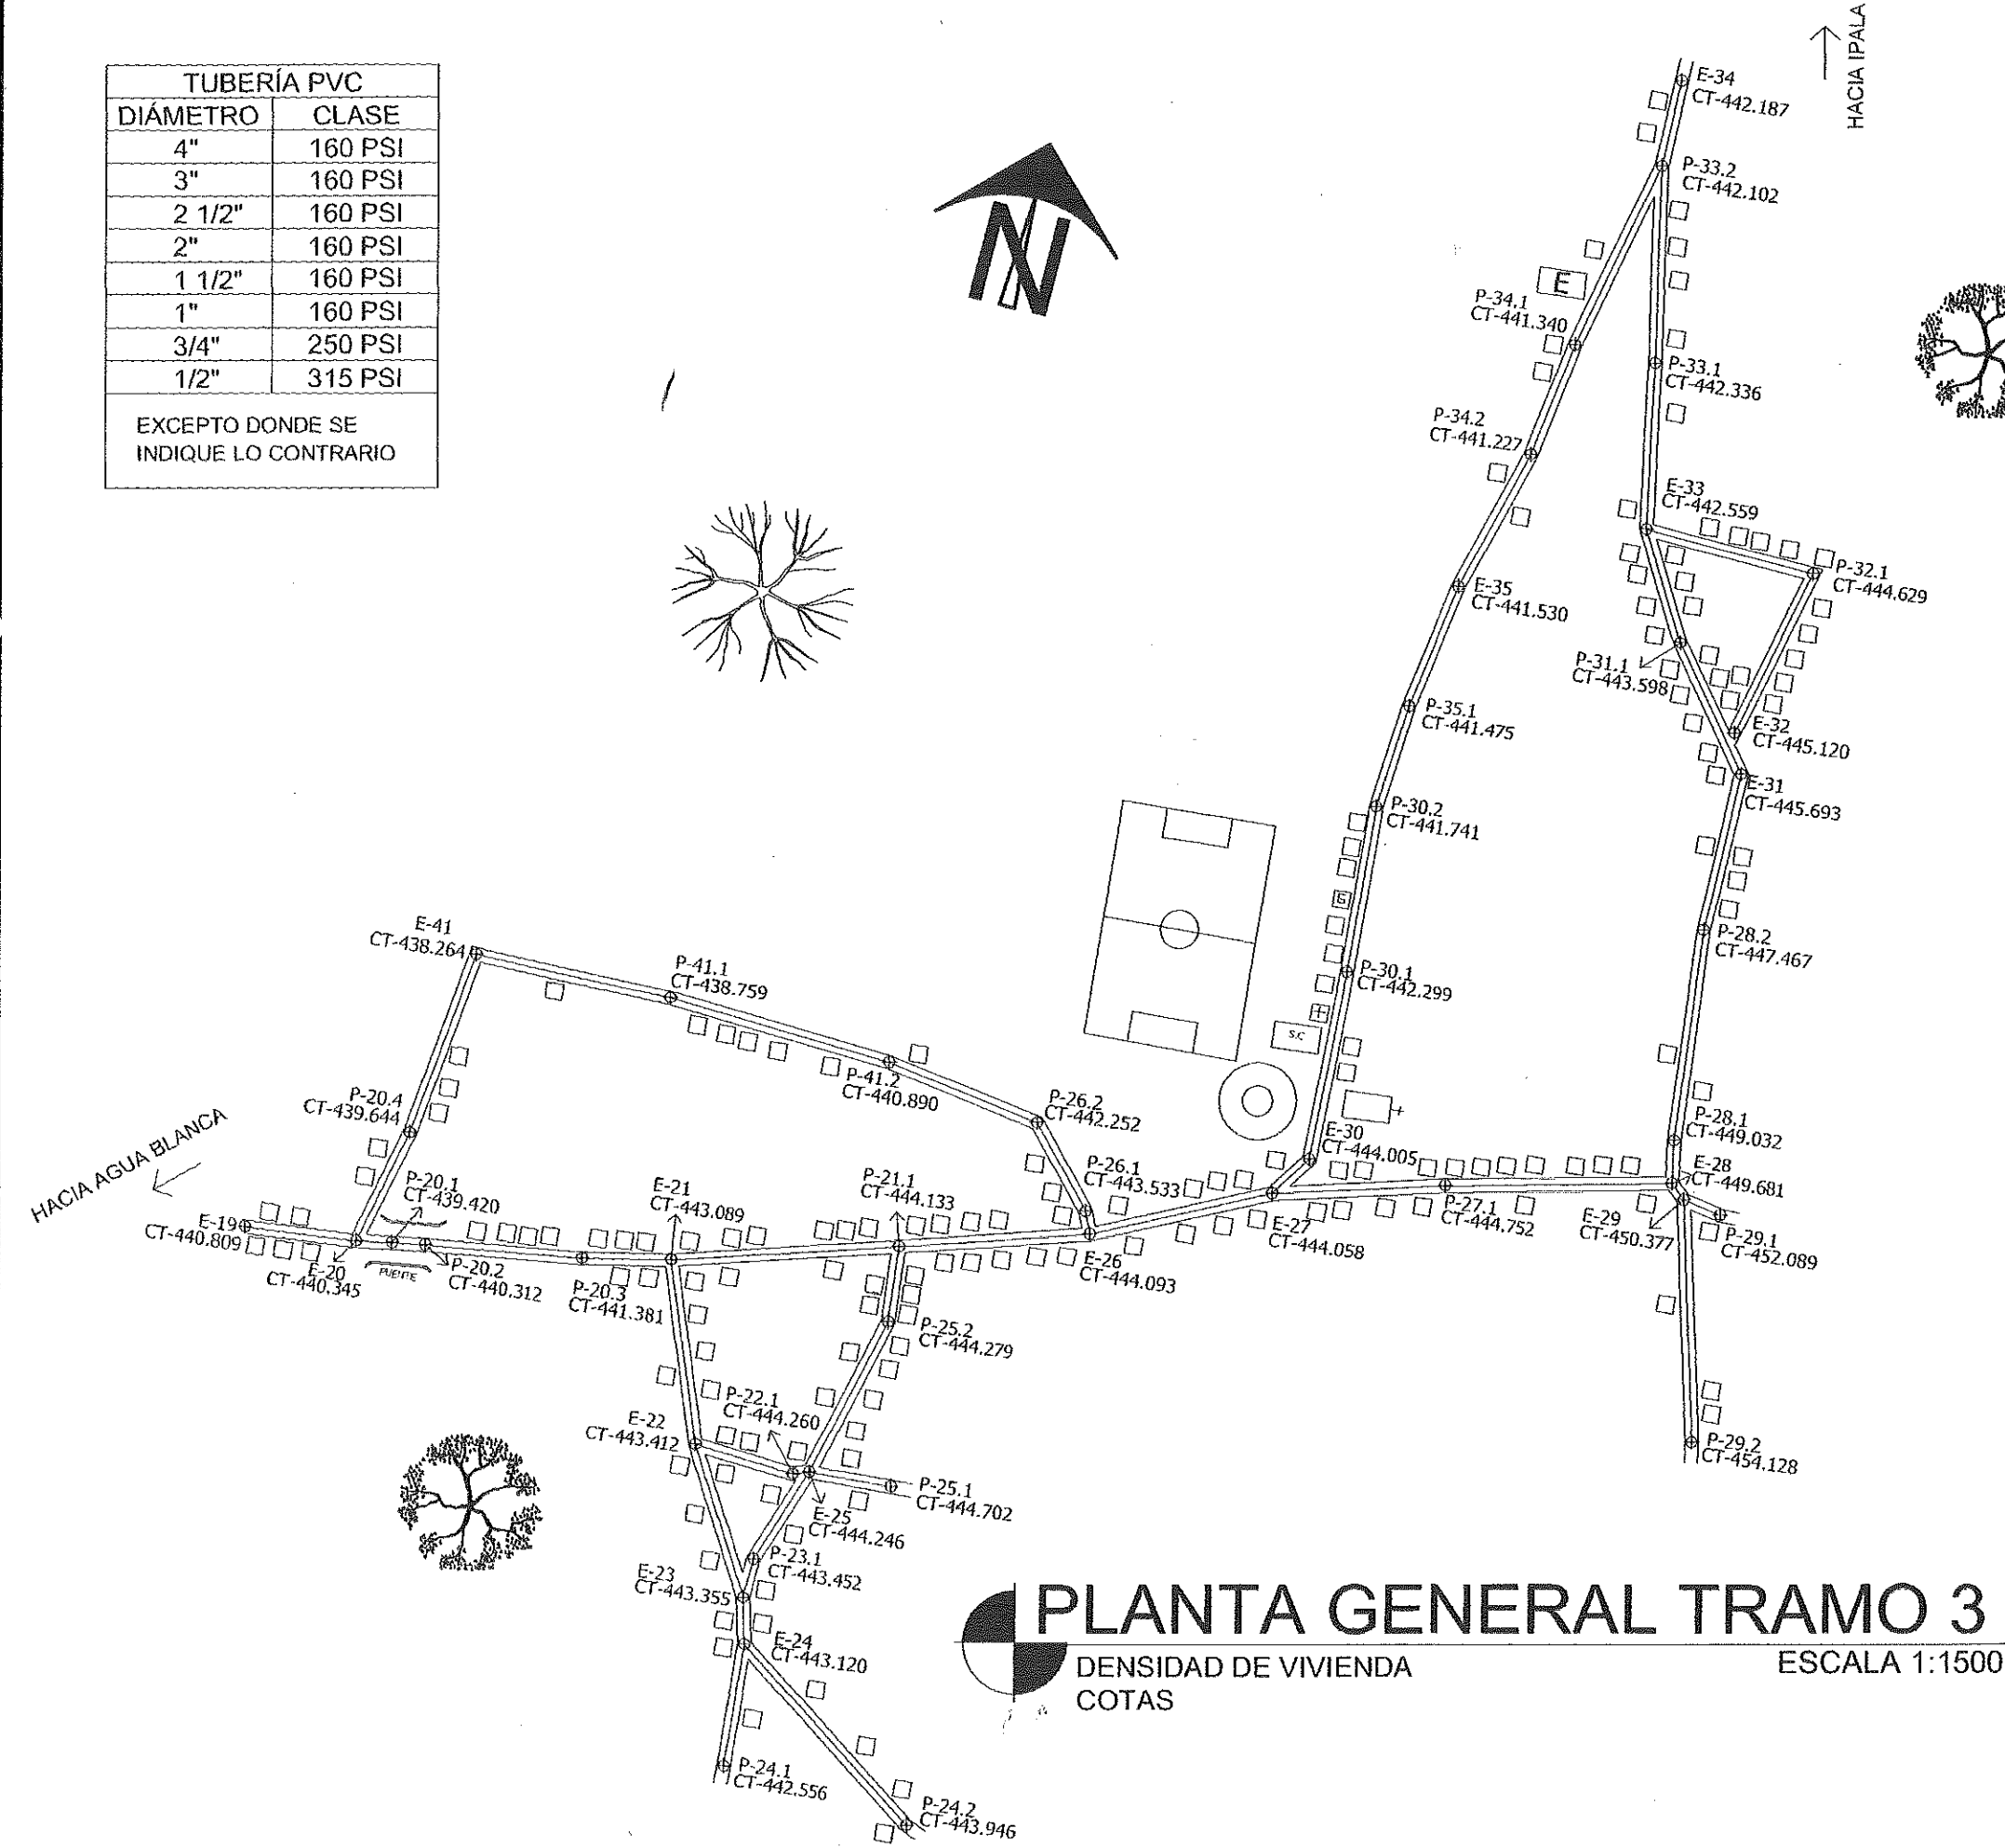 TUBERÍA PVC
DIÁMETRO CLASE
4" 160 PSI
3" 160 PSI
2 1/2" 160 PSI
2" 160 PSI
1 1/2" 160 PSI
1" 160 PSI
3/4" 250 PSI
1/2" 315 PSI
EXCEPTO DONDE SE
INDIQUE LO CONTRARIO
N
HACIA IPALA
E-34
CT-442.187
P-33.2
CT-442.102
E
P-34.1
CT-441.340
P-33.1
CT-442.336
P-34.2
CT-441.227
E-33
CT-442.559
P-32.1
CT-444.629
E-35
CT-441.530
P-31.1
CT-443.598
P-35.1
CT-441.475
E-32
CT-445.120
E-31
CT-445.693
P-30.2
CT-441.741
G
P-28.2
CT-447.467
E-41
CT-438.264
P-41.1
CT-438.759
P-30.1
CT-442.299
S.C
P-41.2
CT-440.890
P-26.2
CT-442.252
P-20.4
CT-439.644
HACIA AGUA BLANCA
E-30
CT-444.005
P-28.1
CT-449.032
P-20.1
CT-439.420
E-21
CT-443.089
P-21.1
CT-444.133
P-26.1
CT-443.533
E-28
CT-449.681
E-19
CT-440.809
E-20
CT-440.345
PUENTE
P-20.2
CT-440.312
P-20.3
CT-441.381
E-26
CT-444.093
E-27
CT-444.058
P-27.1
CT-444.752
E-29
CT-450.377
P-29.1
CT-452.089
P-25.2
CT-444.279
P-22.1
CT-444.260
E-22
CT-443.412
P-29.2
CT-454.128
P-25.1
CT-444.702
E-25
CT-444.246
P-23.1
CT-443.452
E-23
CT-443.355
E-24
CT-443.120
P-24.1
CT-442.556
P-24.2
CT-443.946
PLANTA GENERAL TRAMO 3
DENSIDAD DE VIVIENDA
COTAS
ESCALA 1:1500